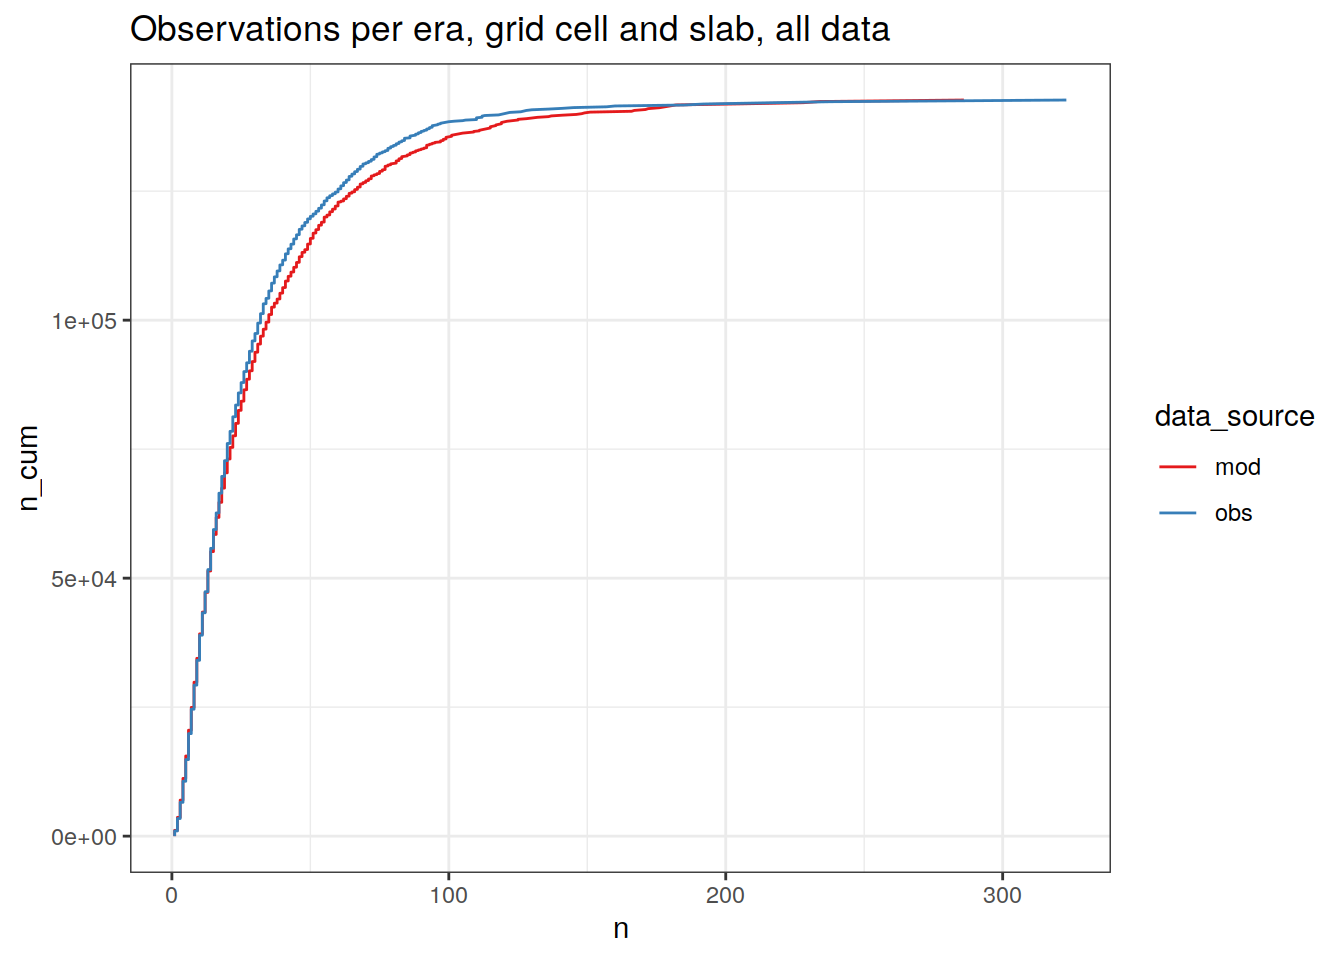 Observations per era, grid cell and slab, all data
n_cum
1e+05
5e+04
0e+00
0
100
200
300
n
data_source
mod
obs